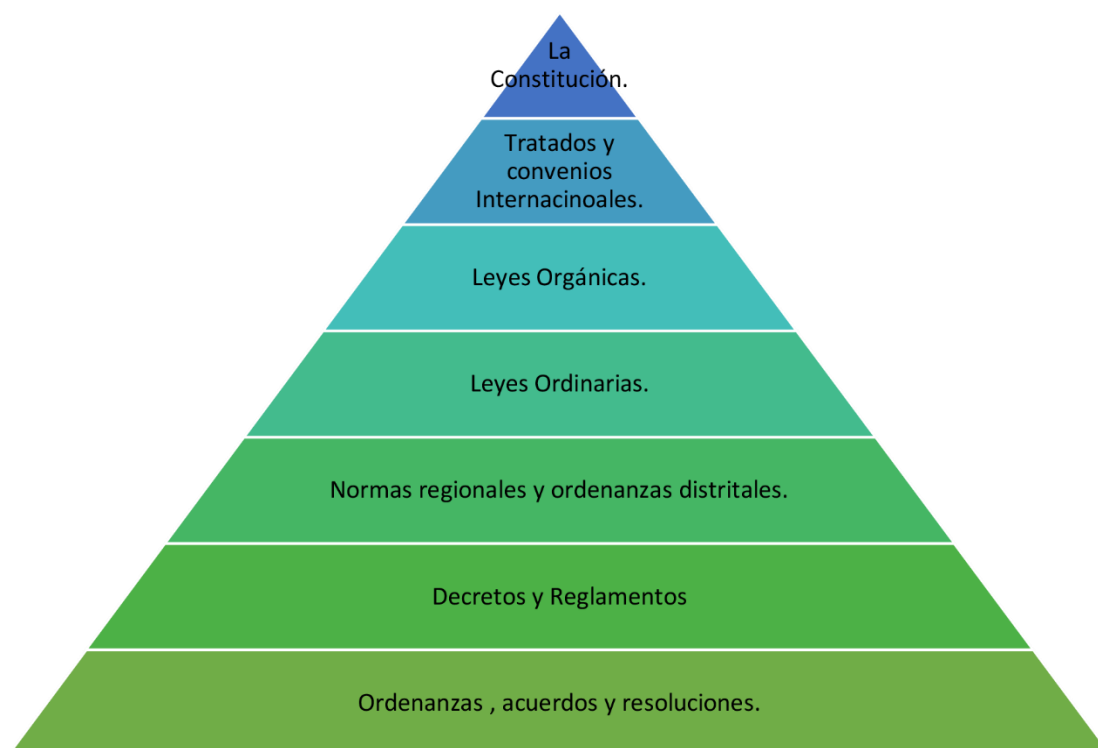 La
Constitución.
Tratados y
convenios
Internacinoales.
Leyes Orgánicas.
Leyes Ordinarias.
Normas regionales y ordenanzas distritales.
Decretos y Reglamentos
Ordenanzas , acuerdos y resoluciones.